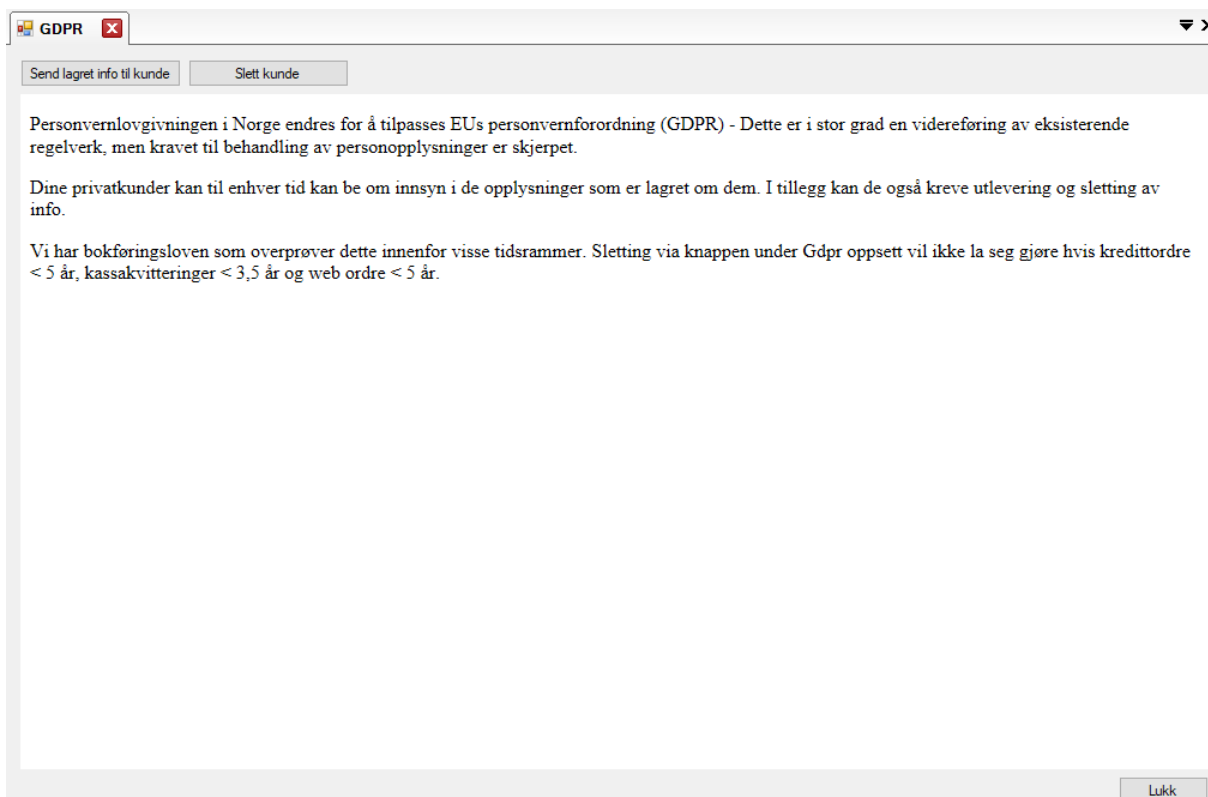 GDPR
Send lagret info til kunde
Slett kunde
Personvernlovgivningen i Norge endres for å tilpasses EUs personvernforordning (GDPR) - Dette er i stor grad en videreføring av eksisterende
regelverk, men kravet til behandling av personopplysninger er skjerpet.
Dine privatkunder kan til enhver tid kan be om innsyn i de opplysninger som er lagret om dem. I tillegg kan de også kreve utlevering og sletting av
info.
Vi har bokføringsloven som overprøver dette innenfor visse tidsrammer. Sletting via knappen under Gdpr oppsett vil ikke la seg gjøre hvis kredittordre
< 5 år, kassakvitteringer < 3,5 år og web ordre < 5 år.
Lukk